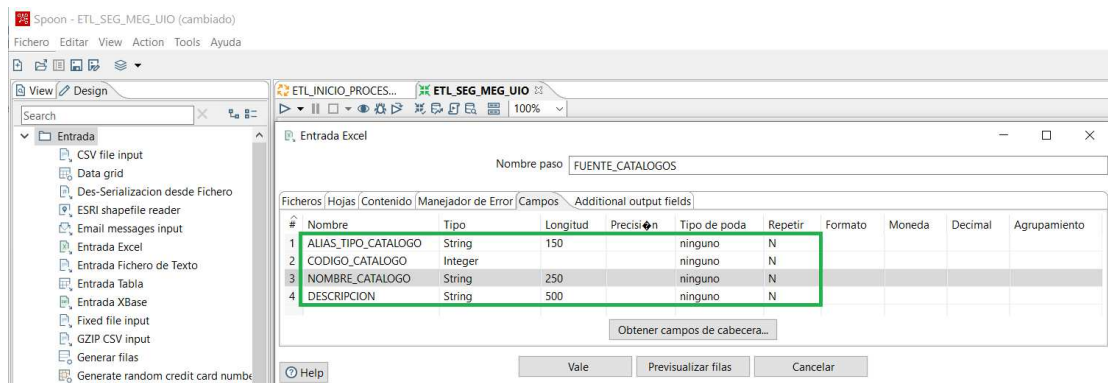 Spoon - ETL_SEG_MEG_UIO (cambiado)
Fichero Editar View Action Tools Ayuda
View Design
ETL_INICIO_PROCES... ETL_SEG_MEG_UIO
Search
100%
Entrada
CSV file input
Data grid
Des-Serializacion desde Fichero
ESRI shapefile reader
Email messages input
Entrada Excel
Entrada Fichero de Texto
Entrada Tabla
Entrada XBase
Fixed file input
GZIP CSV input
Generar filas
Generate random credit card numbe
Entrada Excel
Nombre paso FUENTE_CATALOGOS
Ficheros Hojas Contenido Manejador de Error Campos Additional output fields
# Nombre Tipo Longitud Precisi�n Tipo de poda Repetir Formato Moneda Decimal Agrupamiento
1 ALIAS_TIPO_CATALOGO String 150 ninguno N
2 CODIGO_CATALOGO Integer ninguno N
3 NOMBRE_CATALOGO String 250 ninguno N
4 DESCRIPCION String 500 ninguno N
Obtener campos de cabecera...
Help Vale Previsualizar filas Cancelar